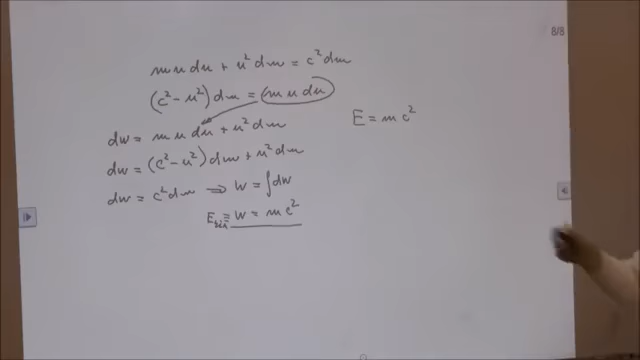 8/8
m u du + u² dm = c² dm
(c² - u²) dm = m u du
dw = m u du + u² dm
dw = (c² - u²) dm + u² dm
dw = c² dm ⇒ W = ∫dW
E_kin ≡ W = m c²
E = m c²